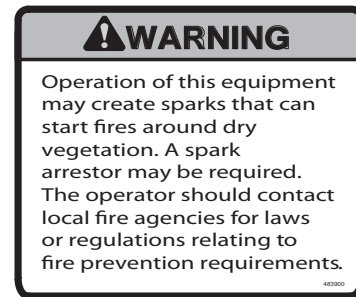 WARNING
Operation of this equipment
may create sparks that can
start fires around dry
vegetation. A spark
arrestor may be required.
The operator should contact
local fire agencies for laws
or regulations relating to
fire prevention requirements.
483900